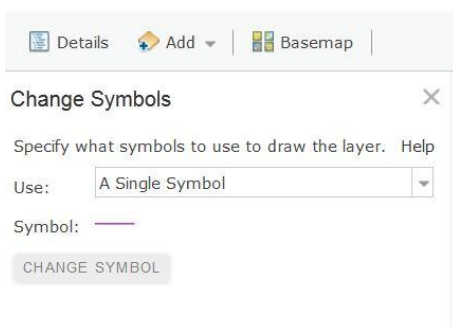 Details Add Basemap
Change Symbols
Specify what symbols to use to draw the layer. Help
Use: A Single Symbol
Symbol:
CHANGE SYMBOL